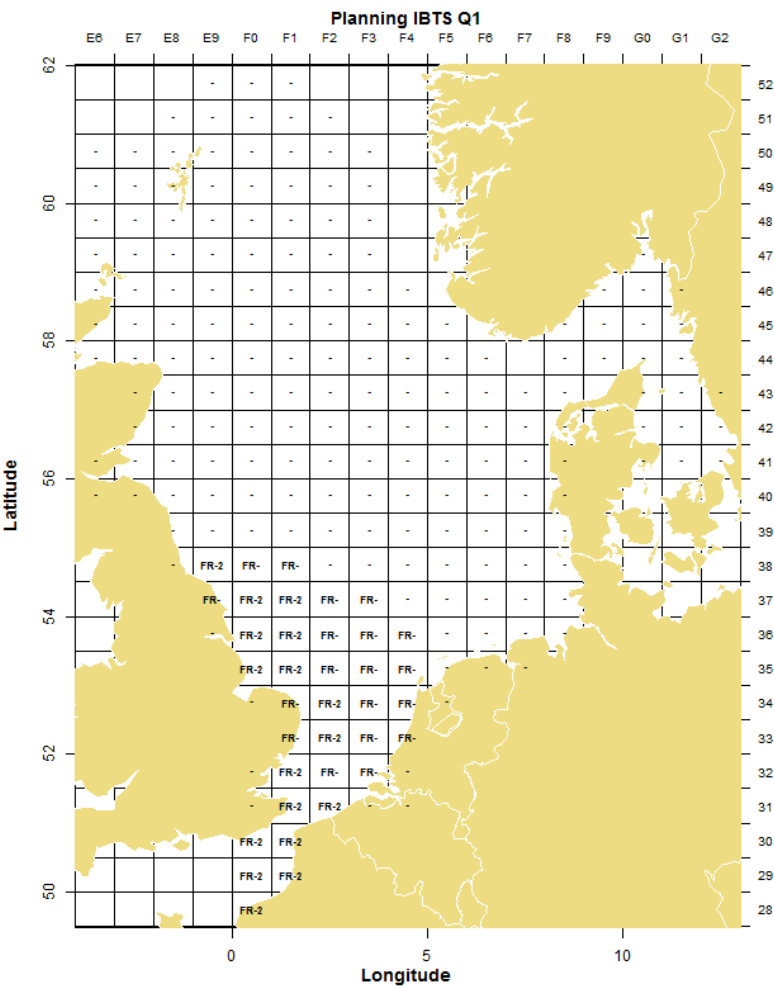 Planning IBTS Q1
E6 E7 E8 E9 F0 F1 F2 F3 F4 F5 F6 F7 F8 F9 G0 G1 G2
62
- - - 52
- - - - - 51
- - - - - - - 50
60
- - - - - - - - 49
- - - - - - - - 48
- - - - - - - - - 47
- - - - - - - - - - 46
58
- - - - - - - - - - - - - - - 45
- - - - - - - - - - - - - - - - 44
- - - - - - - - - - - - - - 43
- - - - - - - - - - - - - - 42
56
- - - - - - - - - - - - - - - 41
- - - - - - - - - - - - - 40
- - - - - - - - - - 39
- FR-2 FR- FR- - - - - - - 38
54
FR- FR-2 FR-2 FR- FR- - - - - - 37
- FR-2 FR-2 FR- FR- FR- - - - - 36
FR-2 FR-2 FR- FR- FR- - - - 35
- FR- FR-2 FR- FR- - 34
52
FR- FR-2 FR- FR- 33
- FR-2 FR- FR- - 32
- FR-2 FR-2 - - 31
FR-2 FR-2 30
50
FR-2 FR-2 29
FR-2 28
0 5 10
Longitude
Latitude